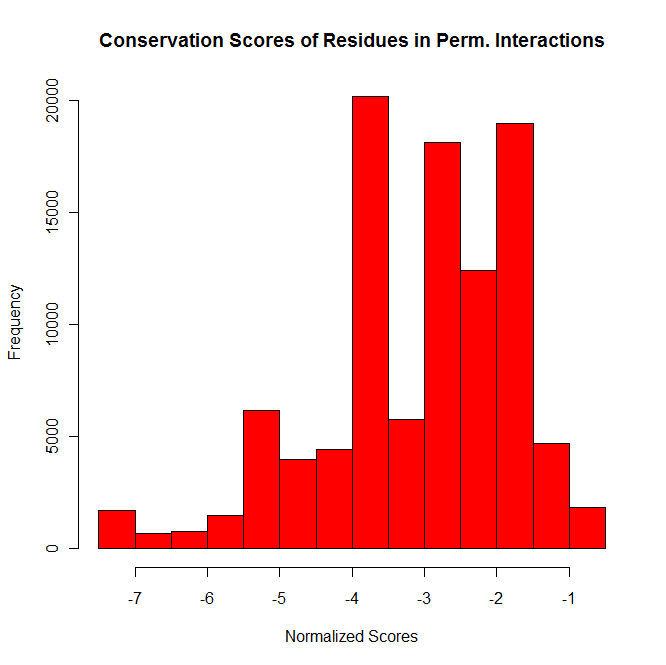 Conservation Scores of Residues in Perm. Interactions
20000
15000
10000
5000
0
Frequency
-7 -6 -5 -4 -3 -2 -1
Normalized Scores